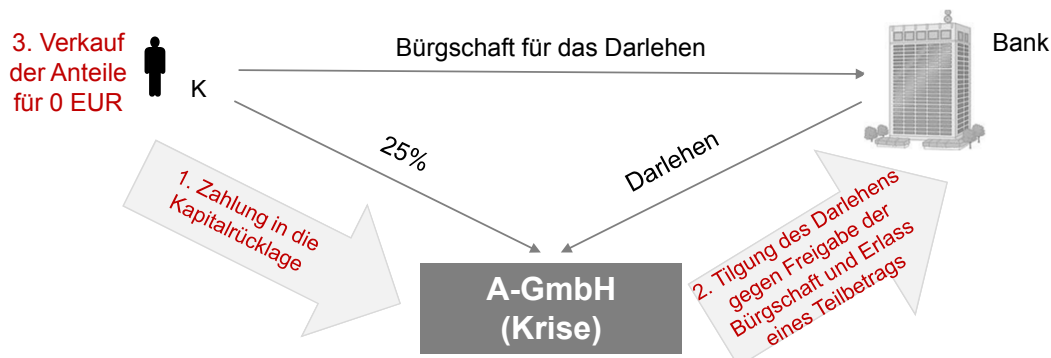 3. Verkauf
der Anteile
für 0 EUR
K
Bürgschaft für das Darlehen
Bank
25%
Darlehen
1. Zahlung in die
Kapitalrücklage
2. Tilgung des Darlehens
gegen Freigabe der
Bürgschaft und Erlass
eines Teilbetrags
A-GmbH
(Krise)